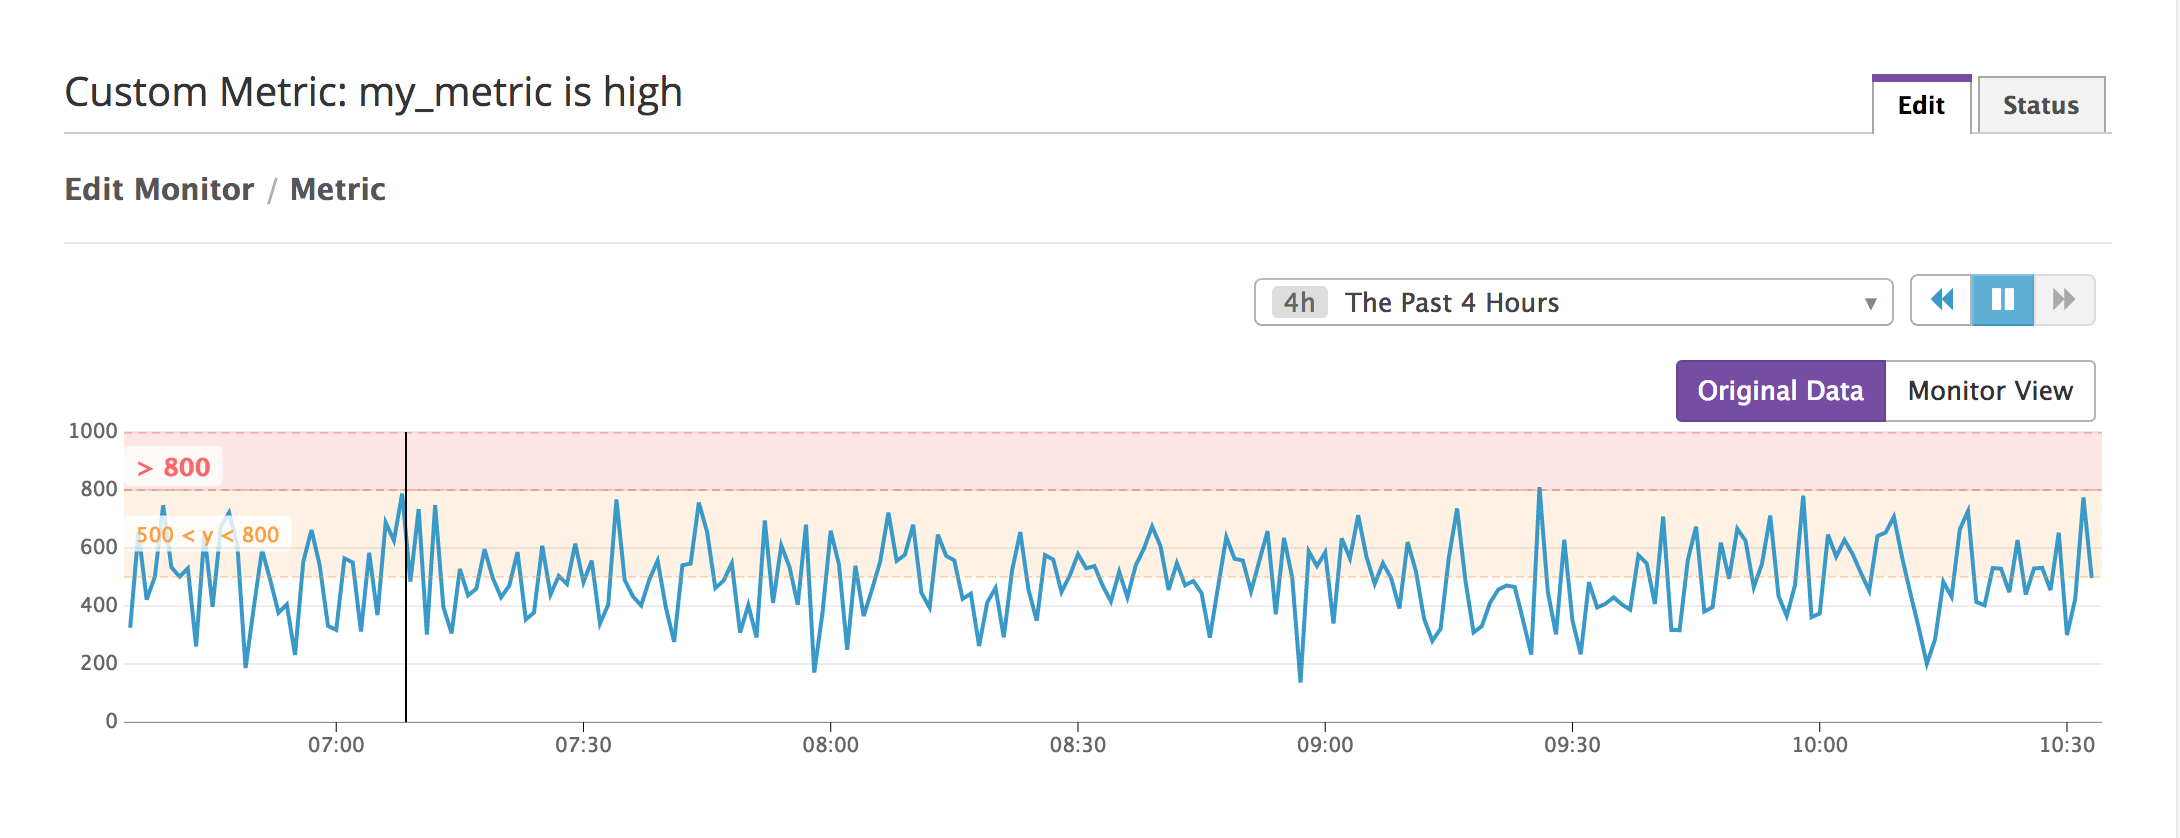 Custom Metric: my_metric is high
Edit
Status
Edit Monitor / Metric
4h The Past 4 Hours
Original Data
Monitor View
1000
> 800
800
500 < y < 800
600
400
200
0
07:00 07:30 08:00 08:30 09:00 09:30 10:00 10:30